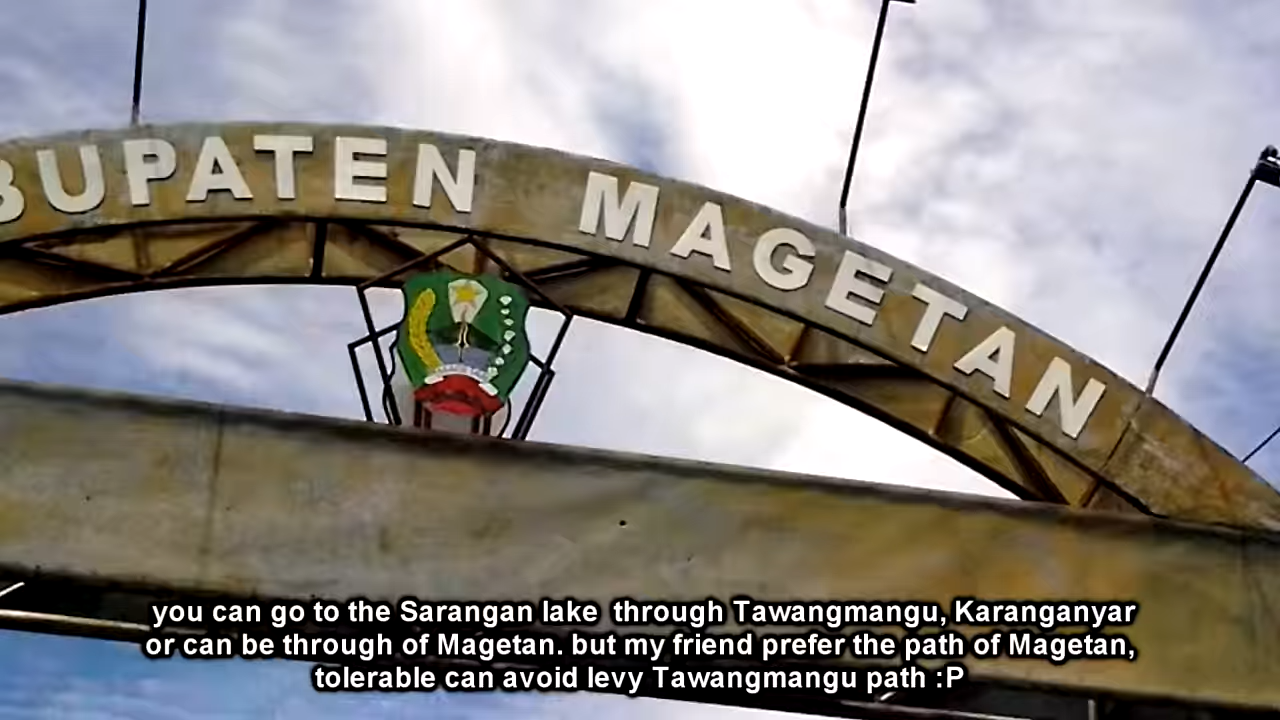 BUPATEN MAGETAN
you can go to the Sarangan lake through Tawangmangu, Karanganyar
or can be through of Magetan. but my friend prefer the path of Magetan,
tolerable can avoid levy Tawangmangu path :P